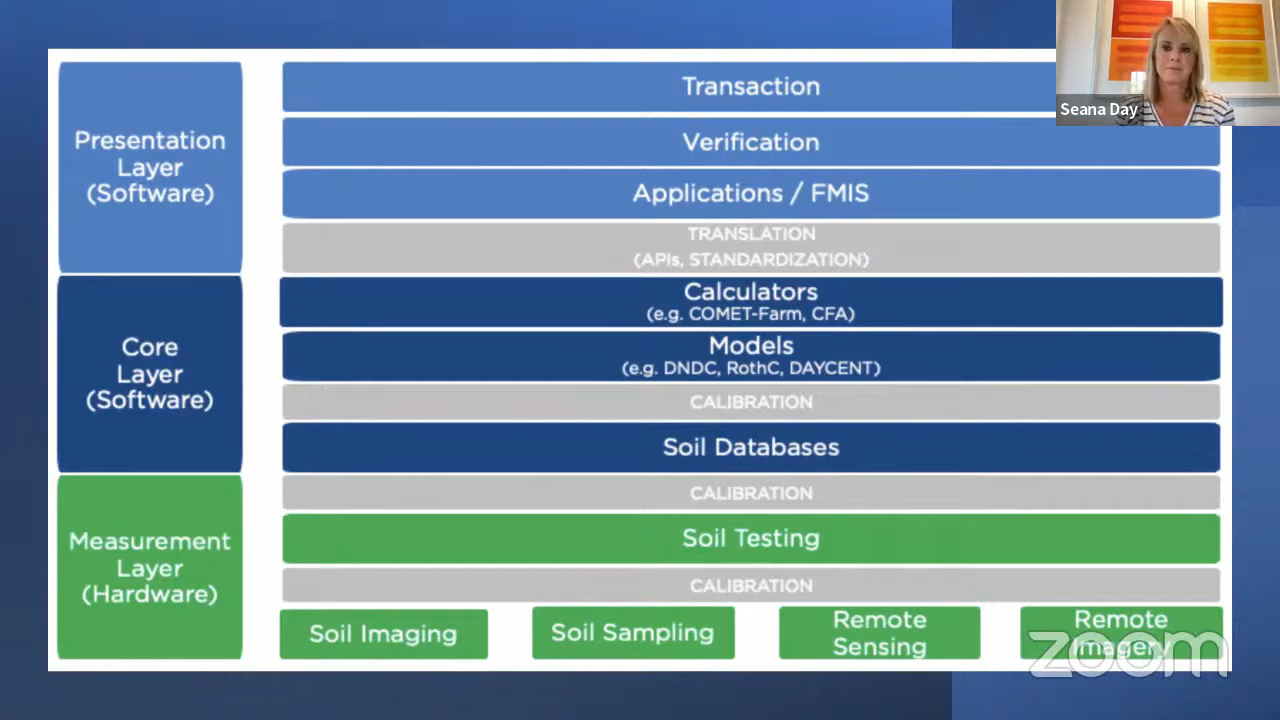 Seana Day
Presentation
Layer
(Software)
Transaction
Verification
Applications / FMIS
TRANSLATION
(APIs, STANDARDIZATION)
Core
Layer
(Software)
Calculators
(e.g. COMET-Farm, CFA)
Models
(e.g. DNDC, RothC, DAYCENT)
CALIBRATION
Soil Databases
CALIBRATION
Measurement
Layer
(Hardware)
Soil Testing
CALIBRATION
Soil Imaging
Soil Sampling
Remote
Sensing
Remote
Imagery
zoom